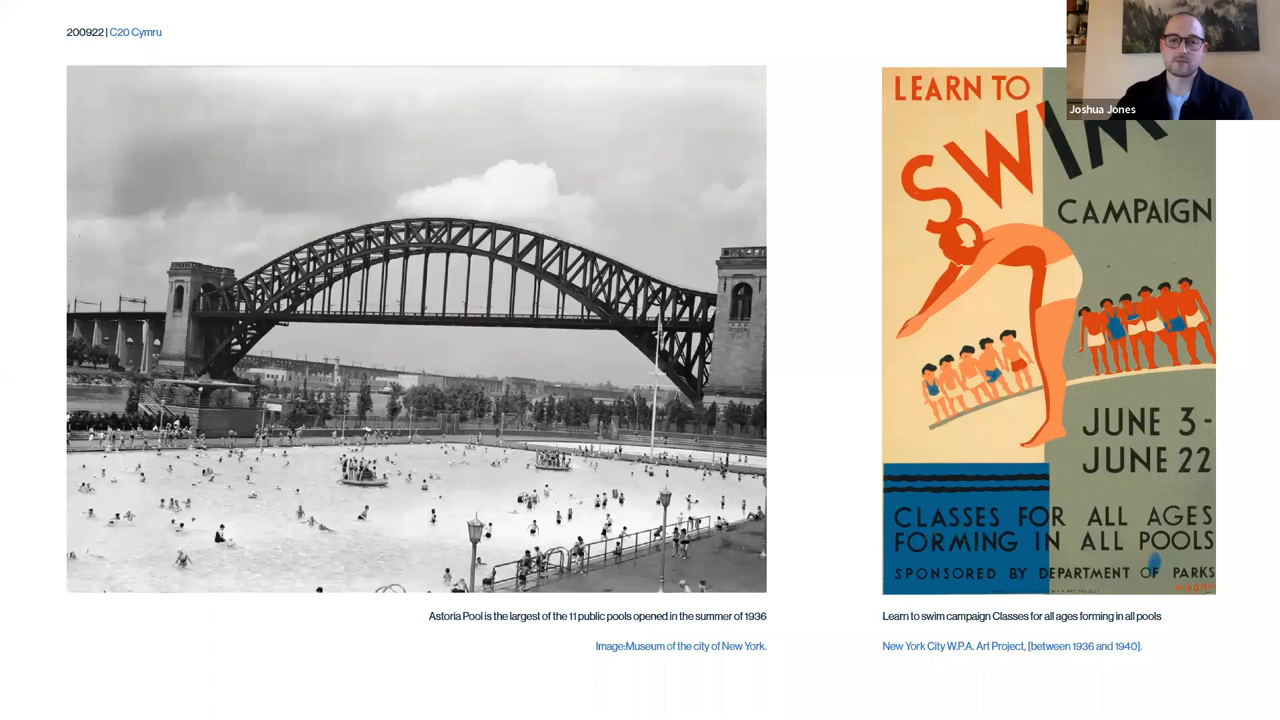 200922 | C20 Cymru
Joshua Jones
LEARN TO
SWIM
CAMPAIGN
JUNE 3 -
JUNE 22
CLASSES FOR ALL AGES
FORMING IN ALL POOLS
SPONSORED BY DEPARTMENT OF PARKS
Astoria Pool is the largest of the 11 public pools opened in the summer of 1936
Image:Museum of the city of New York.
Learn to swim campaign Classes for all ages forming in all pools
New York City W.P.A. Art Project, [between 1936 and 1940].